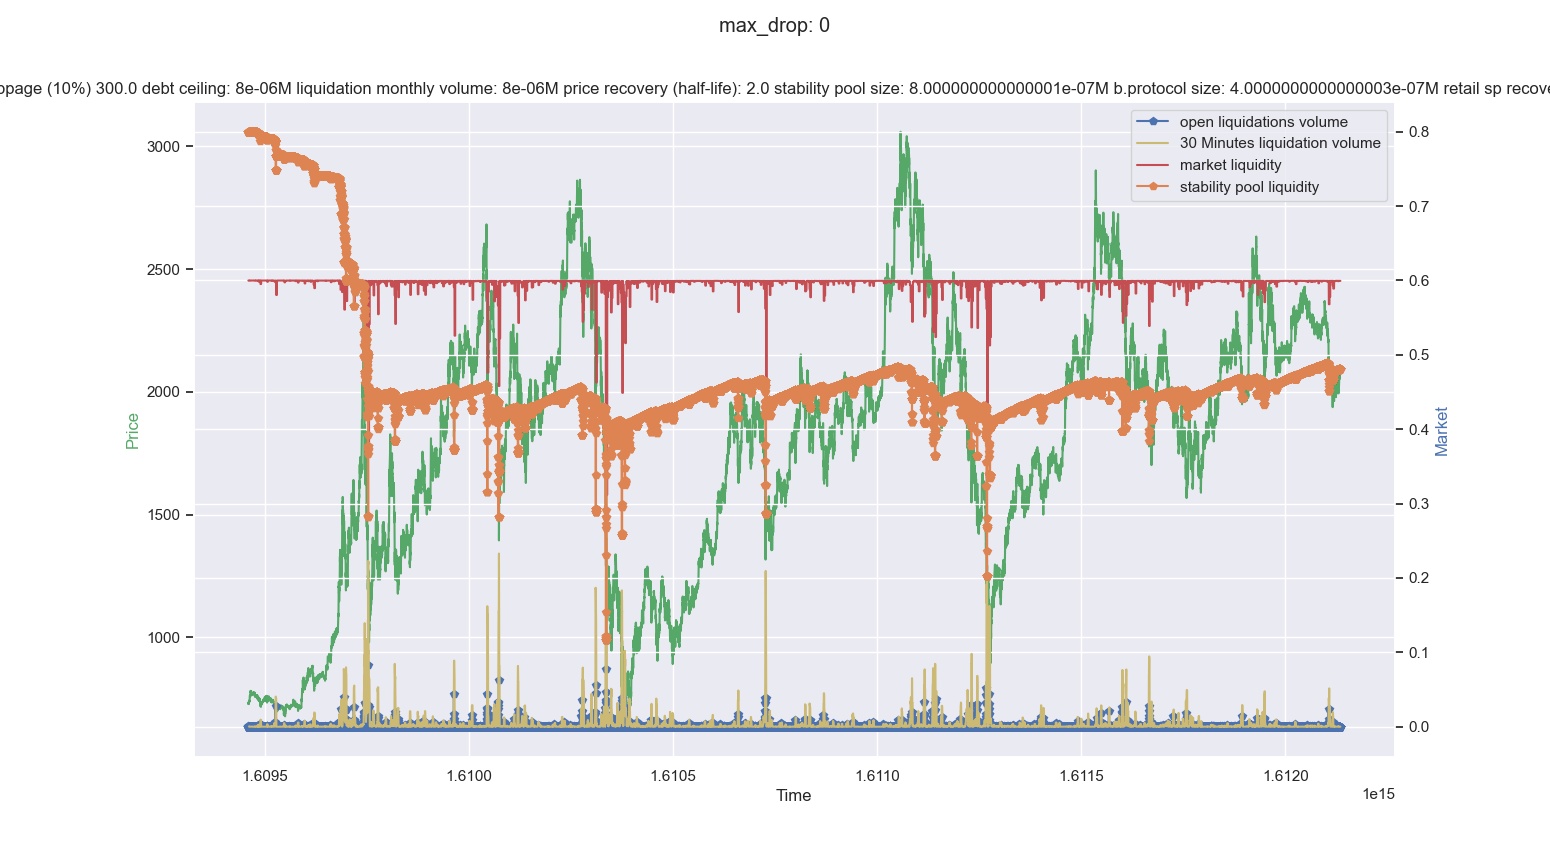 max_drop: 0
(10%) 300.0 debt ceiling: 8e-06M liquidation monthly volume: 8e-06M price recovery (half-life): 2.0 stability pool size: 8.000000000000001e-07M b.protocol size: 4.0000000000000003e-07M retail sp
open liquidations volume
30 Minutes liquidation volume
market liquidity
stability pool liquidity
3000
2500
2000
1500
1000
Price
0.8
0.7
0.6
0.5
0.4
0.3
0.2
0.1
0.0
Market
1.6095
1.6100
1.6105
1.6110
1.6115
1.6120
Time
1e15